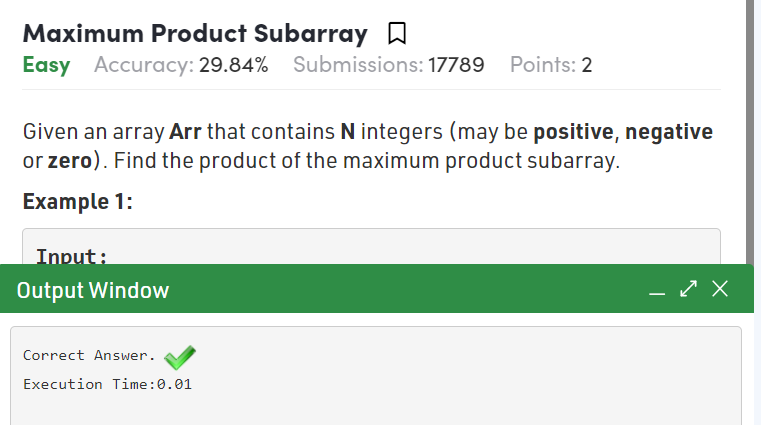 Maximum Product Subarray
Easy Accuracy: 29.84% Submissions: 17789 Points: 2
Given an array Arr that contains N integers (may be positive, negative
or zero). Find the product of the maximum product subarray.
Example 1:
Input:
Output Window
Correct Answer.
Execution Time:0.01